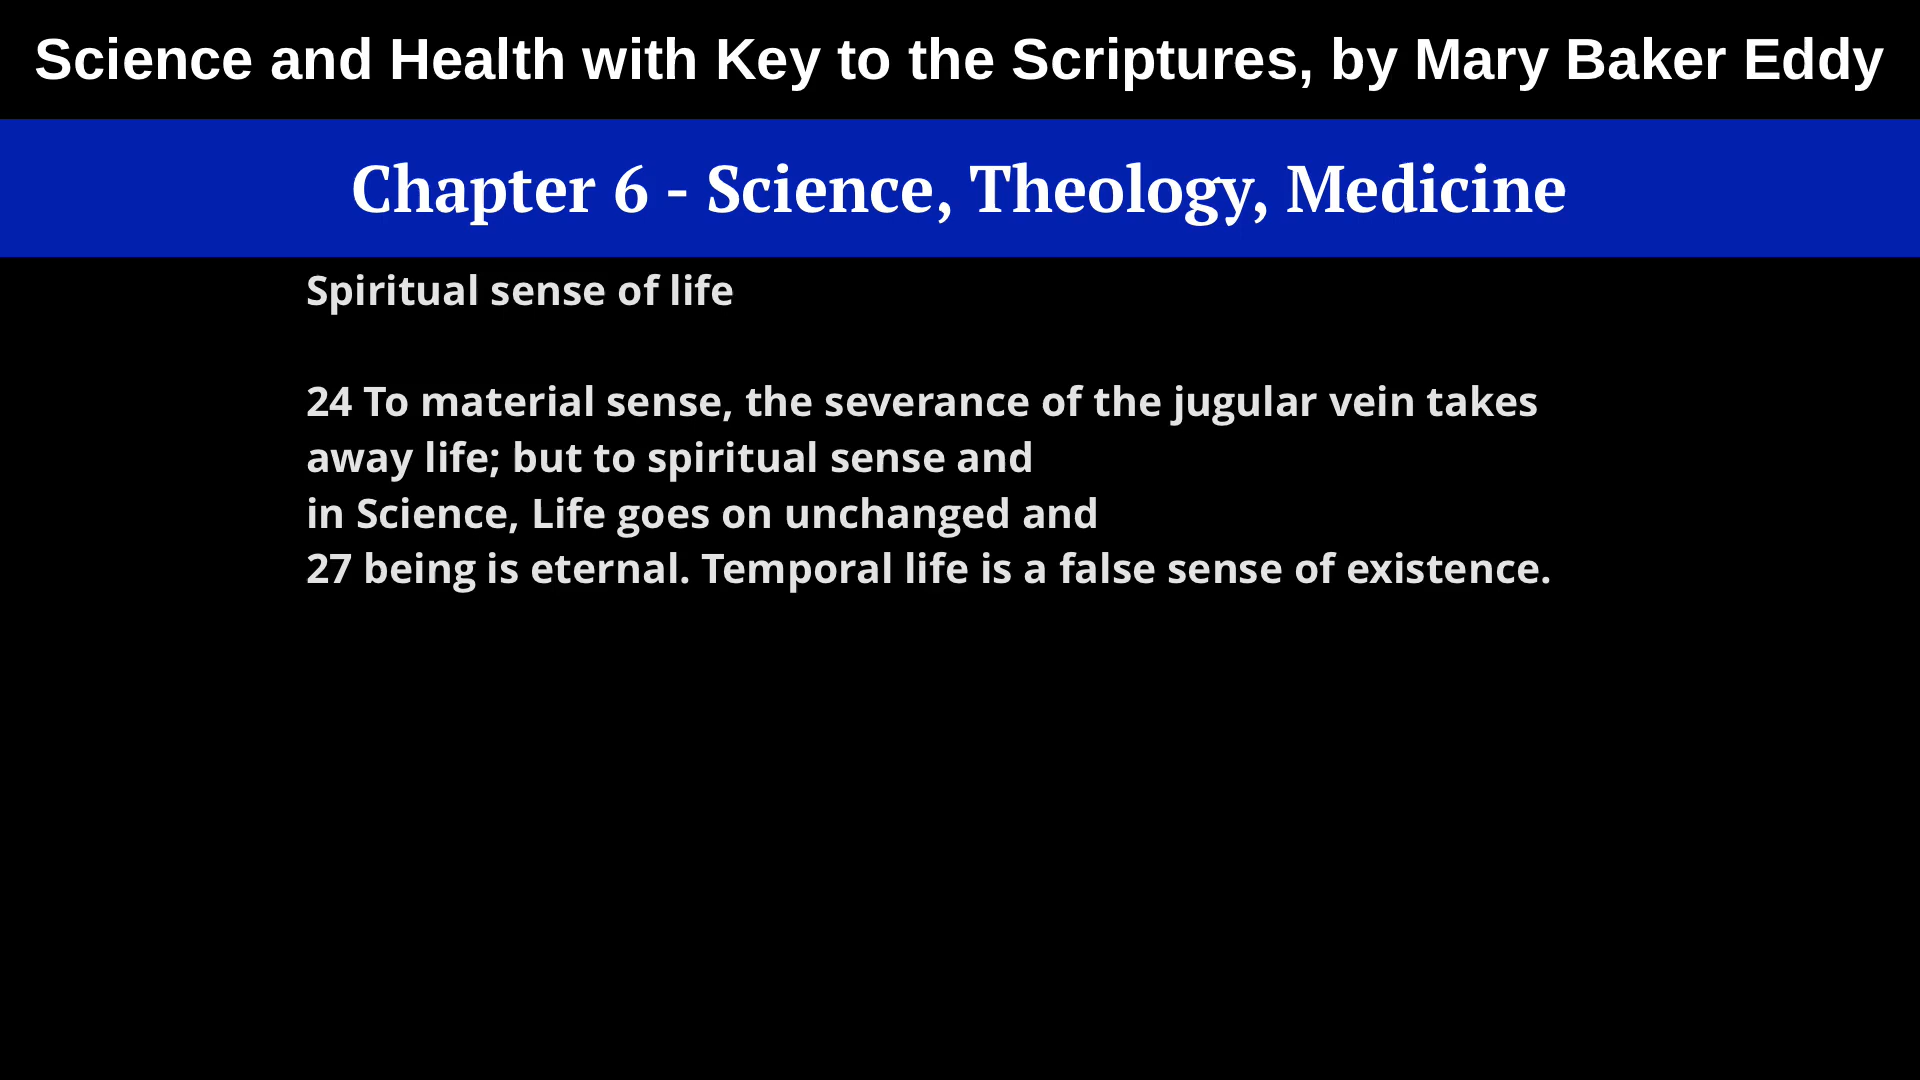 Science and Health with Key to the Scriptures, by Mary Baker Eddy
Chapter 6 - Science, Theology, Medicine
Spiritual sense of life
24 To material sense, the severance of the jugular vein takes
away life; but to spiritual sense and
in Science, Life goes on unchanged and
27 being is eternal. Temporal life is a false sense of existence.